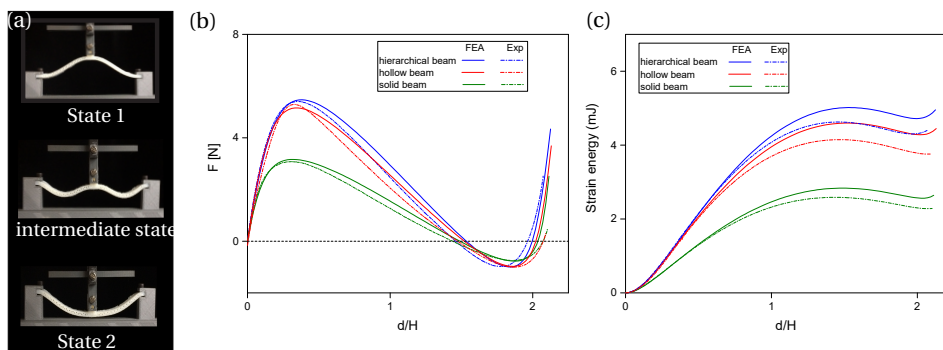 (a)
State 1
intermediate state
State 2
(b)
8
4
0
F [N]
0
1
2
d/H
FEA Exp
hierarchical beam
hollow beam
solid beam
(c)
6
4
2
0
Strain energy (mJ)
0
1
2
d/H
FEA Exp
hierarchical beam
hollow beam
solid beam